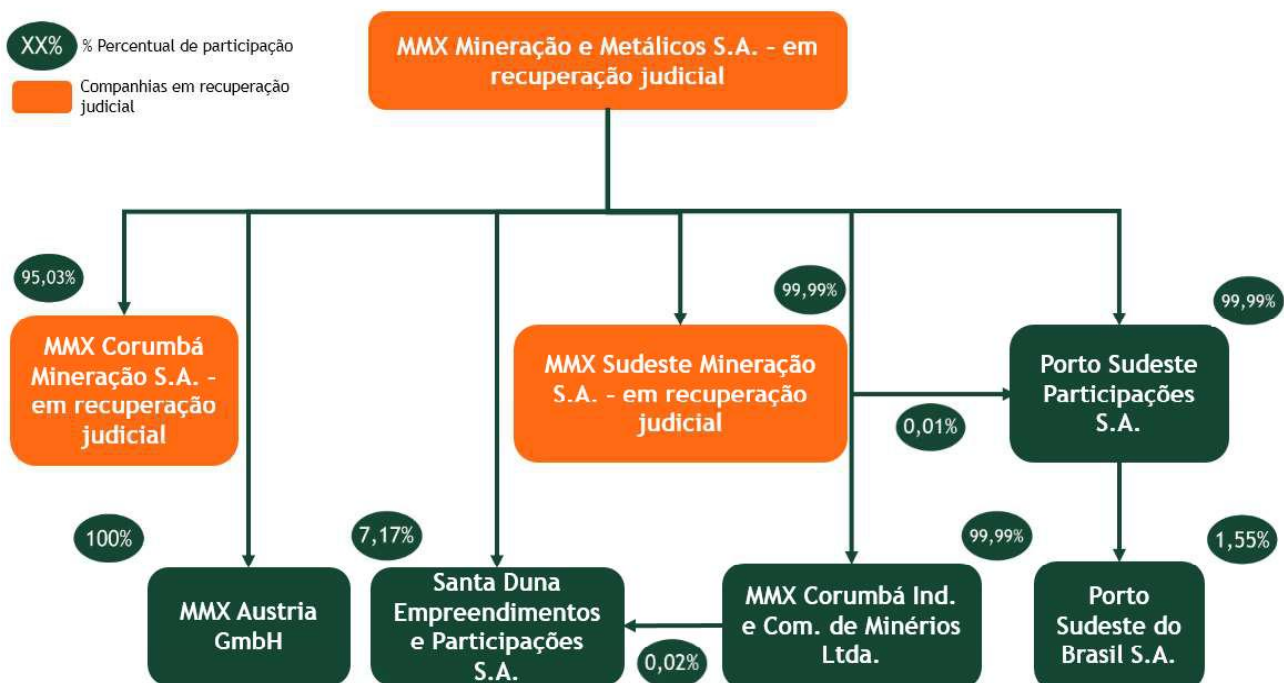 XX%
% Percentual de participação
Companhias em recuperação
judicial
MMX Mineração e Metálicos S.A. – em
recuperação judicial
95,03%
99,99%
99,99%
MMX Corumbá
Mineração S.A. –
em recuperação
judicial
MMX Sudeste Mineração
S.A. – em recuperação
judicial
Porto Sudeste
Participações
S.A.
0,01%
100%
7,17%
99,99%
1,55%
MMX Austria
GmbH
Santa Duna
Empreendimentos
e Participações
S.A.
0,02%
MMX Corumbá Ind.
e Com. de Minérios
Ltda.
Porto
Sudeste do
Brasil S.A.